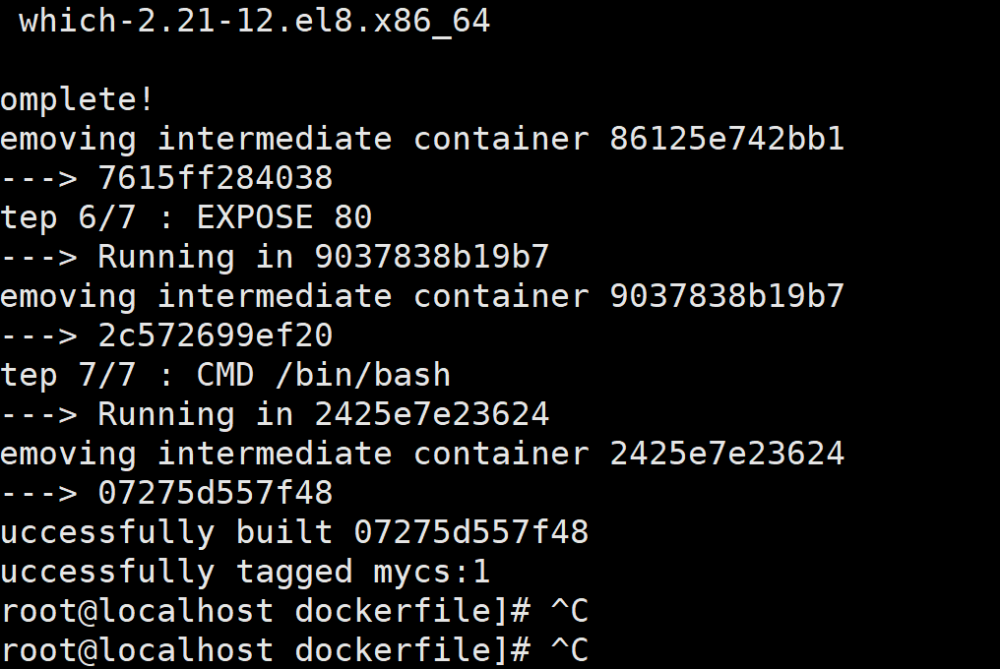 which-2.21-12.el8.x86_64
omplete!
emoving intermediate container 86125e742bb1
---> 7615ff284038
tep 6/7 : EXPOSE 80
---> Running in 9037838b19b7
emoving intermediate container 9037838b19b7
---> 2c572699ef20
tep 7/7 : CMD /bin/bash
---> Running in 2425e7e23624
emoving intermediate container 2425e7e23624
---> 07275d557f48
uccessfully built 07275d557f48
uccessfully tagged mycs:1
root@localhost dockerfile]# ^C
root@localhost dockerfile]# ^C